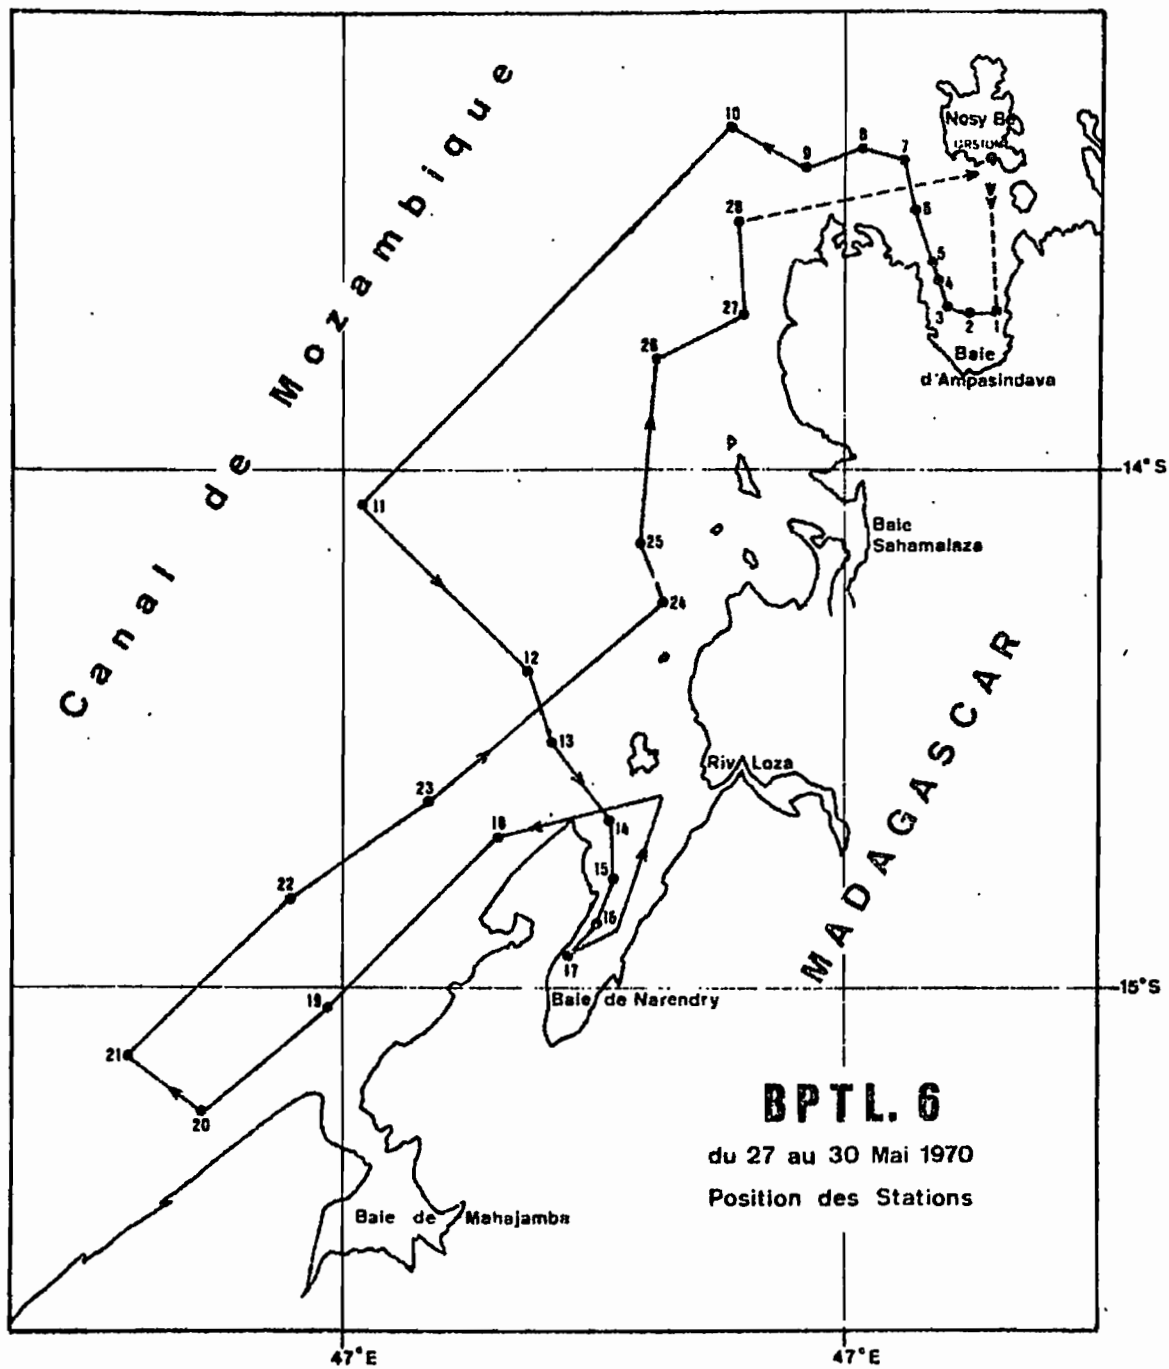 Canal de Mozambique
10
9
8
7
Nosy Be
ORSTOM
28
6
5
4
3
2
27
26
Baie
d'Ampasindava
14°S
11
25
Baie
Sahamalaza
24
12
13
MADAGASCAR
Riv Loza
23
18
14
15
22
16
17
15°S
19
Baie de Narendry
21
20
BPTL. 6
du 27 au 30 Mai 1970
Position des Stations
Baie de Mahajamba
47°E
47°E